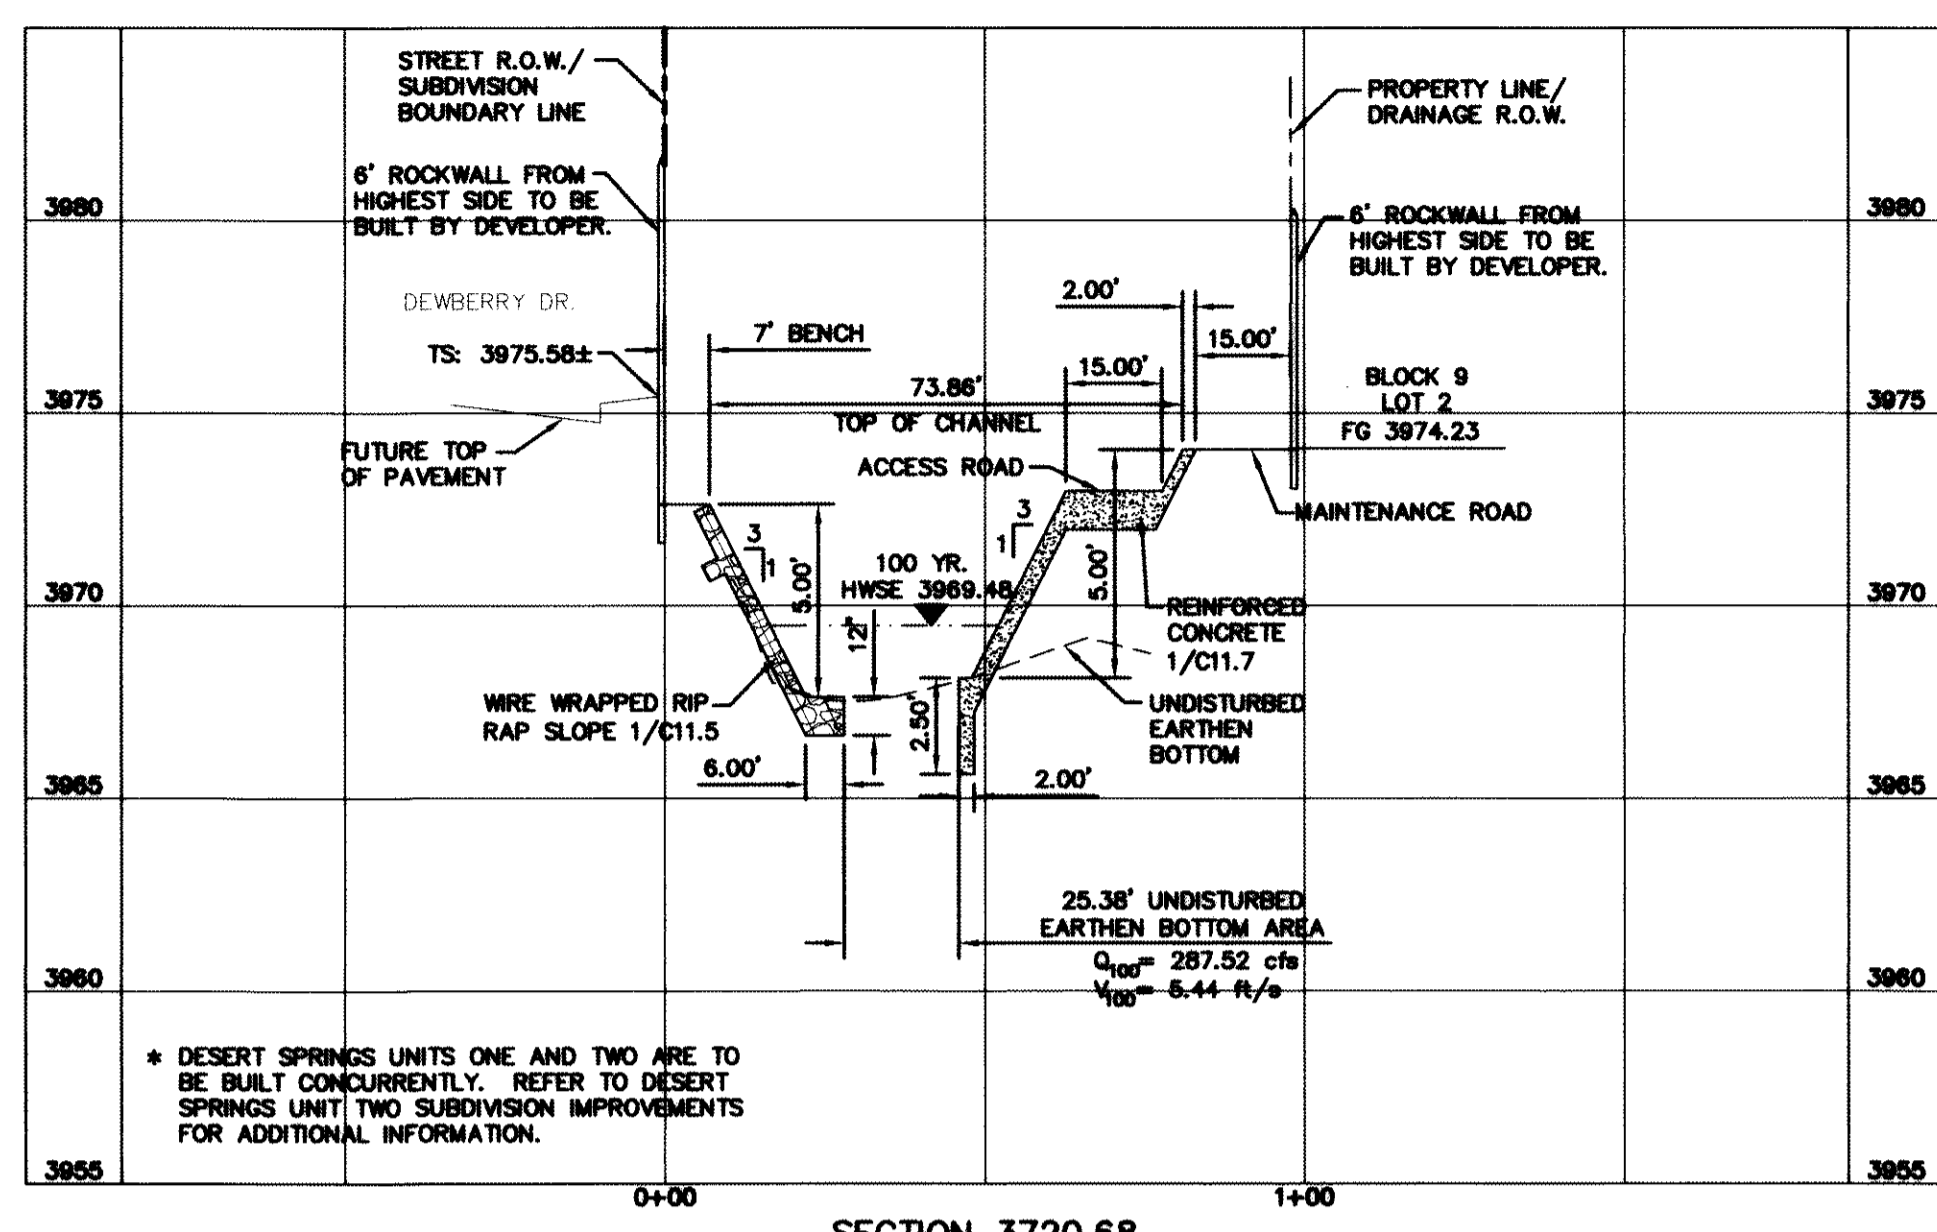 STREET R.O.W./
SUBDIVISION
BOUNDARY LINE
PROPERTY LINE/
DRAINAGE R.O.W.
6' ROCKWALL FROM
HIGHEST SIDE TO BE
BUILT BY DEVELOPER.
3980
3980
6' ROCKWALL FROM
HIGHEST SIDE TO BE
BUILT BY DEVELOPER.
DEWBERRY DR.
2.00'
7' BENCH
15.00'
TS: 3975.58±
15.00'
73.86'
BLOCK 9
LOT 2
FG 3974.23
3975
3975
TOP OF CHANNEL
FUTURE TOP
OF PAVEMENT
ACCESS ROAD
MAINTENANCE ROAD
3
1
3
1
5.00'
5.00'
100 YR.
HWSE 3969.48
12"
3970
3970
REINFORCED
CONCRETE
1/C11.7
WIRE WRAPPED RIP
RAP SLOPE 1/C11.5
2.50'
UNDISTURBED
EARTHEN
BOTTOM
6.00'
2.00'
3965
3965
25.38' UNDISTURBED
EARTHEN BOTTOM AREA
Q100= 287.52 cfs
V100= 5.44 ft/s
3960
3960
* DESERT SPRINGS UNITS ONE AND TWO ARE TO
BE BUILT CONCURRENTLY. REFER TO DESERT
SPRINGS UNIT TWO SUBDIVISION IMPROVEMENTS
FOR ADDITIONAL INFORMATION.
3955
3955
0+00
1+00
SECTION 3720.68